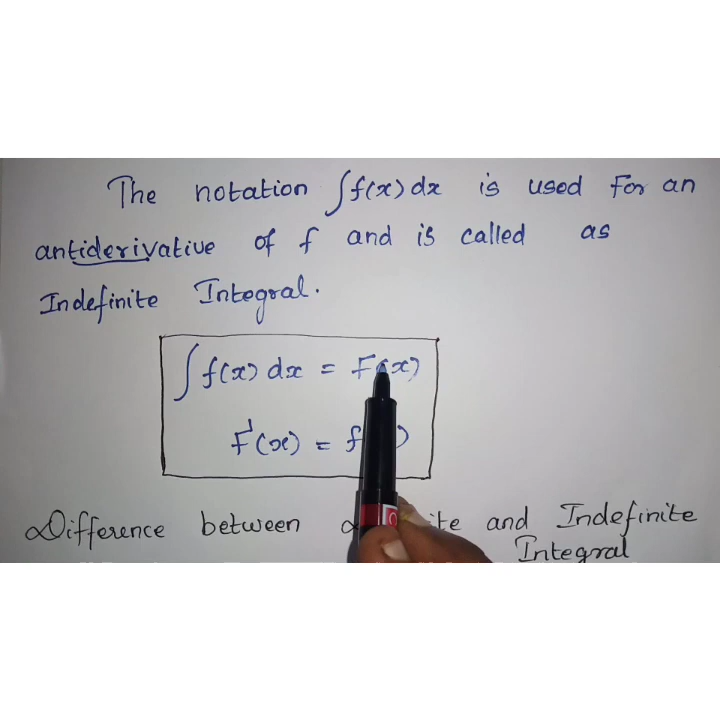 The notation ∫f(x) dx is used For an
antiderivative of f and is called as
Indefinite Integral.
∫ f(x) dx = F(x)
F'(x) = f
Difference between and Indefinite
Integral